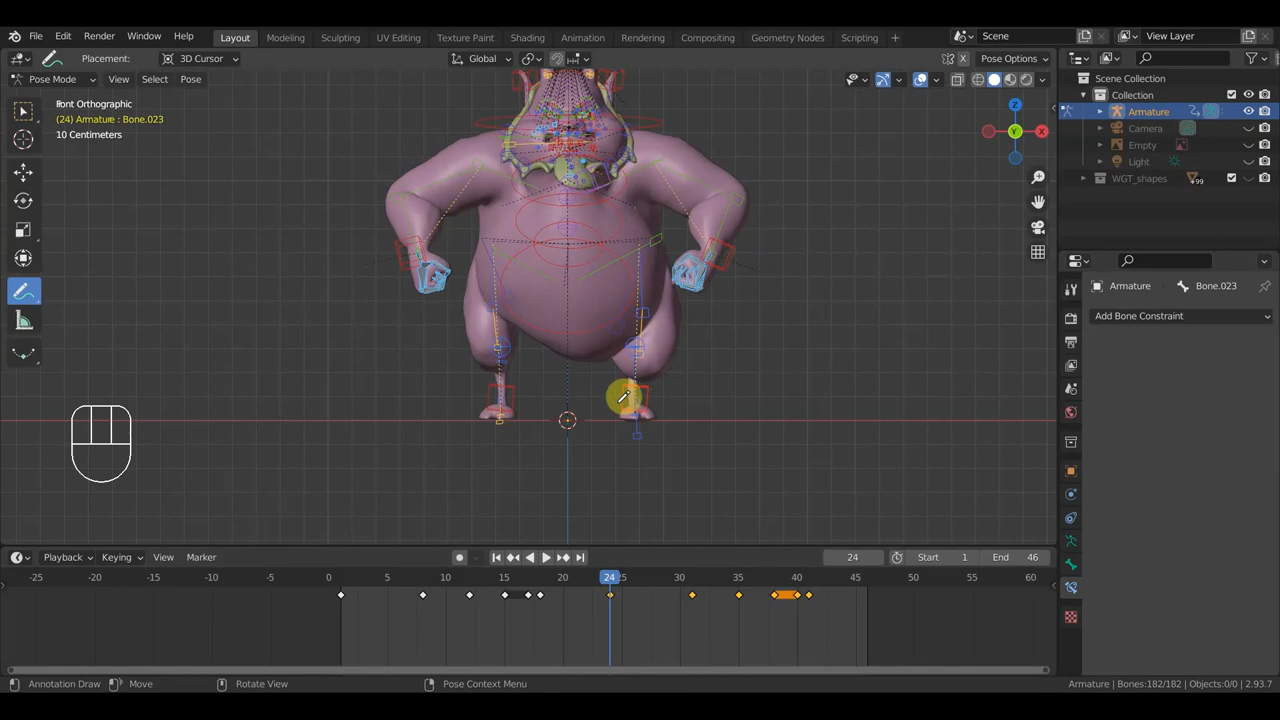 File Edit Render Window Help Layout Modeling Sculpting UV Editing Texture Paint Shading Animation Rendering Compositing Geometry Nodes Scripting + Scene View Layer
Placement: 3D Cursor Global Pose Options
Pose Mode View Select Pose
Front Orthographic
(24) Armature : Bone.023
10 Centimeters
Z
X
Y
Scene Collection
Collection
Armature
Camera
Empty
Light
WGT_shapes 99
Armature Bone.023
Add Bone Constraint
Playback Keying View Marker 24 Start 1 End 46
-25 -20 -15 -10 -5 0 5 10 15 20 24 25 30 35 40 45 50 55 60
Annotation Draw Move Rotate View Pose Context Menu Armature | Bones:182/182 | Objects:0/0 | 2.93.7